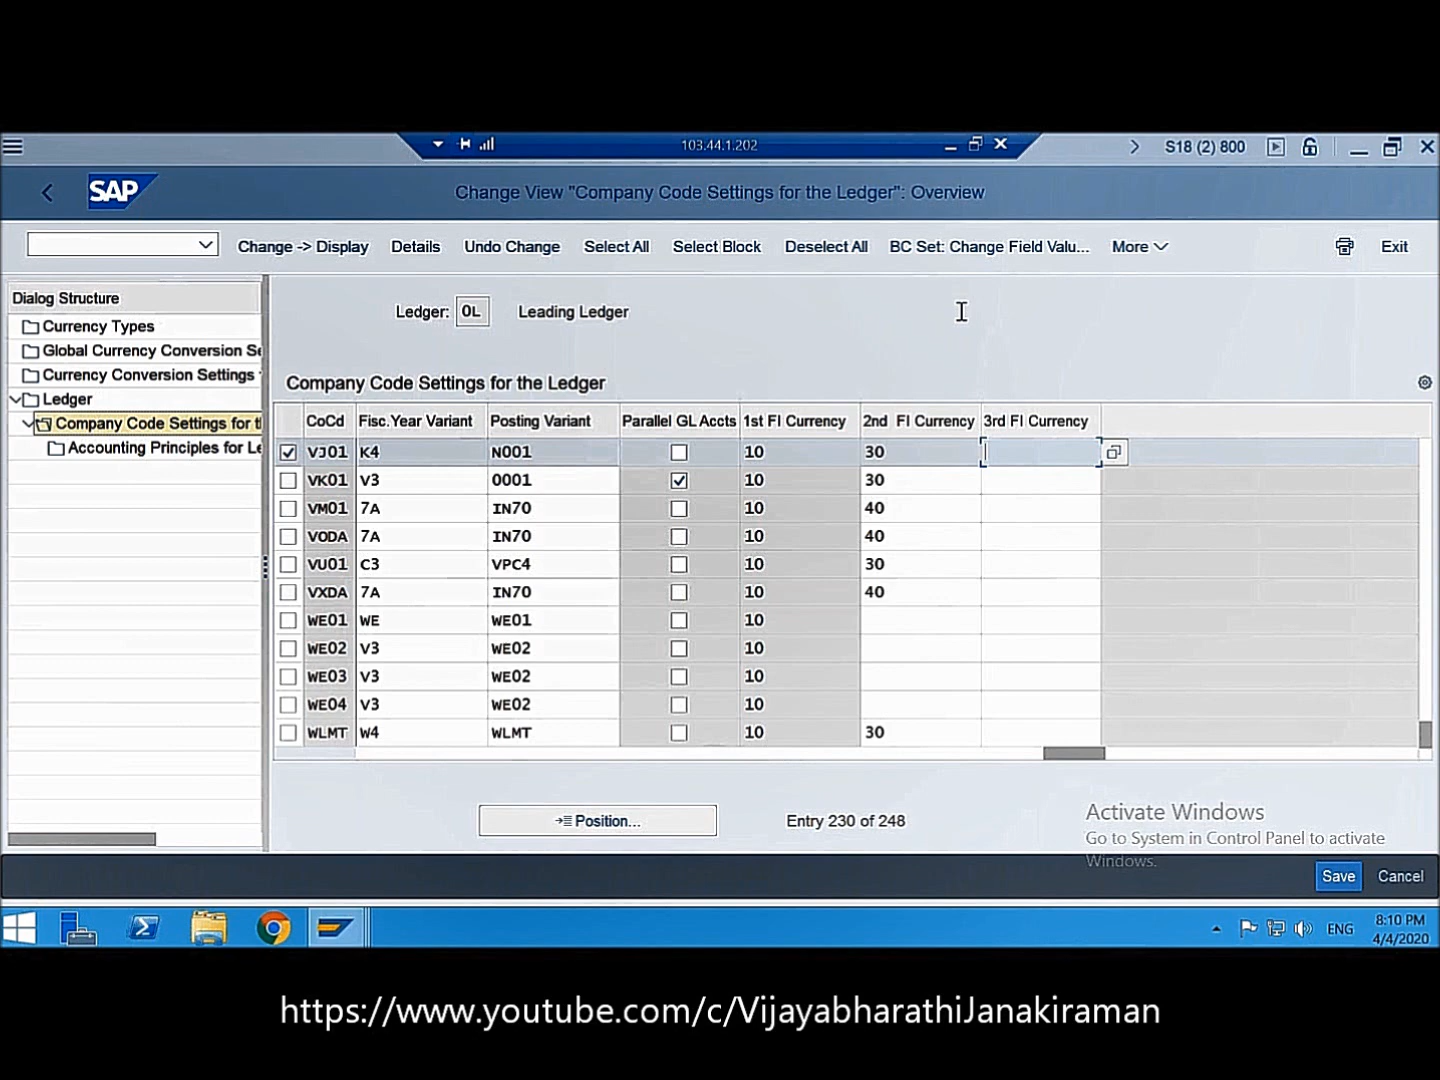 103.44.1.202
S18 (2) 800
SAP
Change View "Company Code Settings for the Ledger": Overview
Change -> Display Details Undo Change Select All Select Block Deselect All BC Set: Change Field Valu... More Exit
Dialog Structure
Currency Types
Global Currency Conversion Se
Currency Conversion Settings
Ledger
Company Code Settings for t
Accounting Principles for Le
Ledger: 0L Leading Ledger
Company Code Settings for the Ledger
CoCd Fisc.Year Variant Posting Variant Parallel GL Accts 1st FI Currency 2nd FI Currency 3rd FI Currency
VJ01 K4 N001 10 30
VK01 V3 0001 10 30
VM01 7A IN70 10 40
VODA 7A IN70 10 40
VU01 C3 VPC4 10 30
VXDA 7A IN70 10 40
WE01 WE WE01 10
WE02 V3 WE02 10
WE03 V3 WE02 10
WE04 V3 WE02 10
WLMT W4 WLMT 10 30
Position... Entry 230 of 248
Activate Windows
Go to System in Control Panel to activate
Windows.
Save Cancel
ENG
8:10 PM
4/4/2020
https://www.youtube.com/c/VijayabharathiJanakiraman